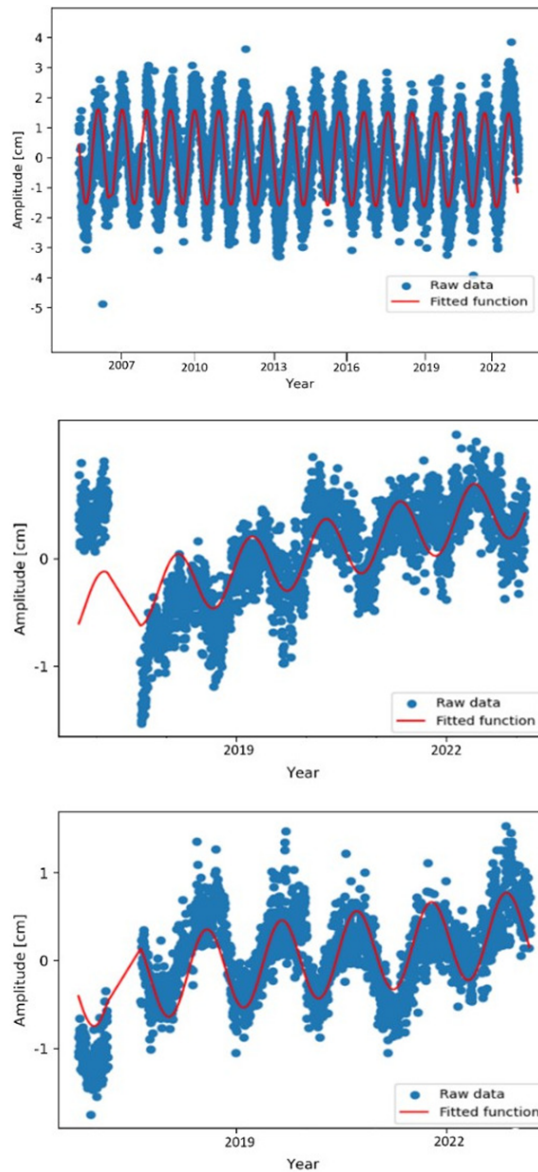 4
3
2
1
0
-1
-2
-3
-4
-5
Amplitude [cm]
Raw data
Fitted function
2007 2010 2013 2016 2019 2022
Year
0
-1
Amplitude [cm]
Raw data
Fitted function
2019 2022
Year
1
0
-1
Amplitude [cm]
Raw data
Fitted function
2019 2022
Year